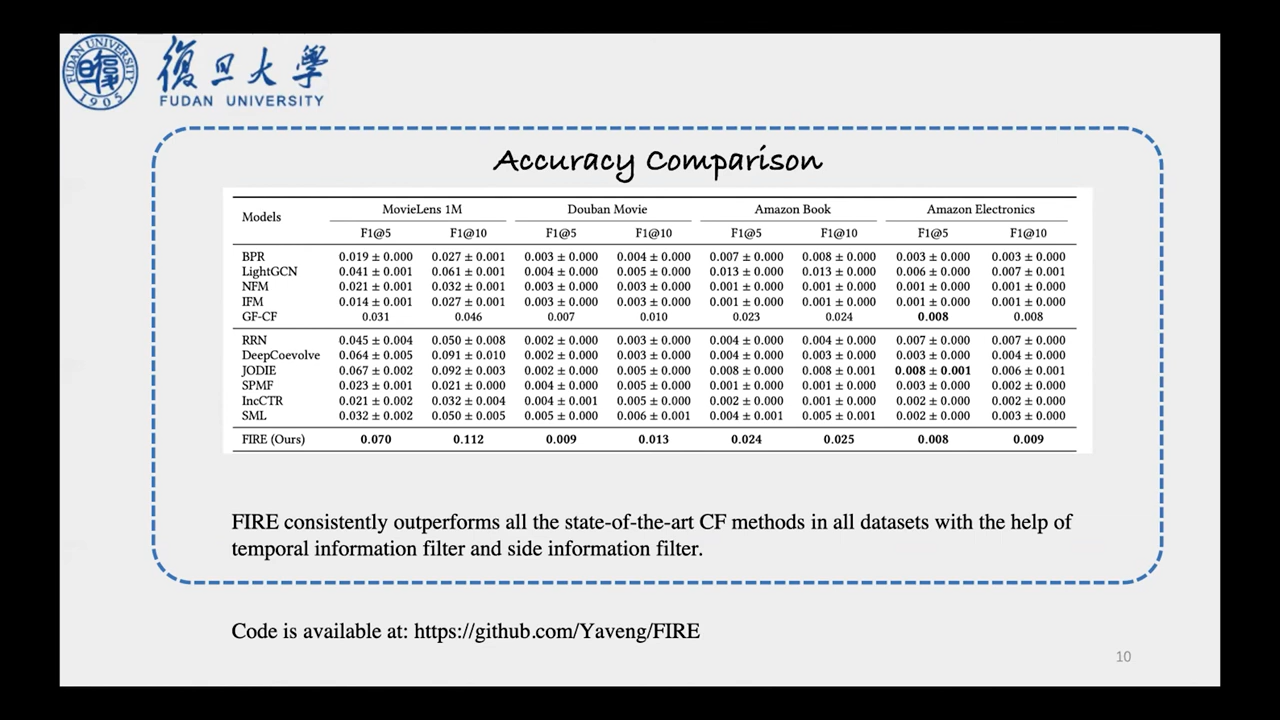 FUDAN UNIVERSITY
1905
復旦大學
FUDAN UNIVERSITY
Accuracy Comparison
Models MovieLens 1M Douban Movie Amazon Book Amazon Electronics
F1@5 F1@10 F1@5 F1@10 F1@5 F1@10 F1@5 F1@10
BPR 0.019 ± 0.000 0.027 ± 0.001 0.003 ± 0.000 0.004 ± 0.000 0.007 ± 0.000 0.008 ± 0.000 0.003 ± 0.000 0.003 ± 0.000
LightGCN 0.041 ± 0.001 0.061 ± 0.001 0.004 ± 0.000 0.005 ± 0.000 0.013 ± 0.000 0.013 ± 0.000 0.006 ± 0.000 0.007 ± 0.001
NFM 0.021 ± 0.001 0.032 ± 0.001 0.003 ± 0.000 0.003 ± 0.000 0.001 ± 0.000 0.001 ± 0.000 0.001 ± 0.000 0.001 ± 0.000
IFM 0.014 ± 0.001 0.027 ± 0.001 0.003 ± 0.000 0.003 ± 0.000 0.001 ± 0.000 0.001 ± 0.000 0.001 ± 0.000 0.001 ± 0.000
GF-CF 0.031 0.046 0.007 0.010 0.023 0.024 0.008 0.008
RRN 0.045 ± 0.004 0.050 ± 0.008 0.002 ± 0.000 0.003 ± 0.000 0.004 ± 0.000 0.004 ± 0.000 0.007 ± 0.000 0.007 ± 0.000
DeepCoevolve 0.064 ± 0.005 0.091 ± 0.010 0.002 ± 0.000 0.003 ± 0.000 0.004 ± 0.000 0.003 ± 0.000 0.003 ± 0.000 0.004 ± 0.000
JODIE 0.067 ± 0.002 0.092 ± 0.003 0.002 ± 0.000 0.005 ± 0.000 0.008 ± 0.000 0.008 ± 0.001 0.008 ± 0.001 0.006 ± 0.001
SPMF 0.023 ± 0.001 0.021 ± 0.000 0.004 ± 0.000 0.005 ± 0.000 0.001 ± 0.000 0.001 ± 0.000 0.003 ± 0.000 0.002 ± 0.000
IncCTR 0.021 ± 0.002 0.032 ± 0.004 0.004 ± 0.001 0.005 ± 0.000 0.002 ± 0.000 0.001 ± 0.000 0.002 ± 0.000 0.002 ± 0.000
SML 0.032 ± 0.002 0.050 ± 0.005 0.005 ± 0.000 0.006 ± 0.001 0.004 ± 0.001 0.005 ± 0.001 0.002 ± 0.000 0.003 ± 0.000
FIRE (Ours) 0.070 0.112 0.009 0.013 0.024 0.025 0.008 0.009
FIRE consistently outperforms all the state-of-the-art CF methods in all datasets with the help of
temporal information filter and side information filter.
Code is available at: https://github.com/Yaveng/FIRE
10